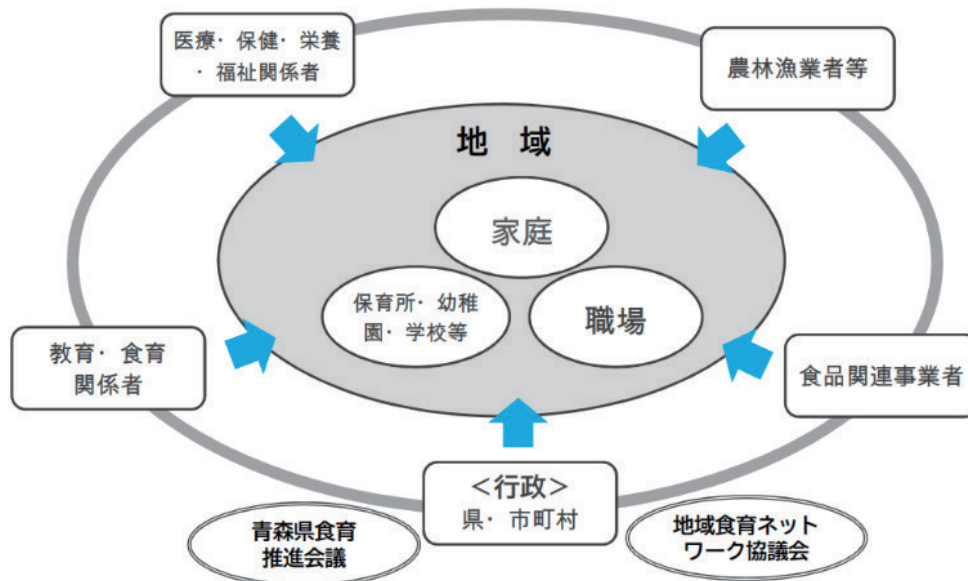 医療・保健・栄養
・福祉関係者
農林漁業者等
地 域
家庭
保育所・幼稚
園・学校等
職場
教育・食育
関係者
食品関連事業者
＜行政＞
県・市町村
青森県食育
推進会議
地域食育ネット
ワーク協議会